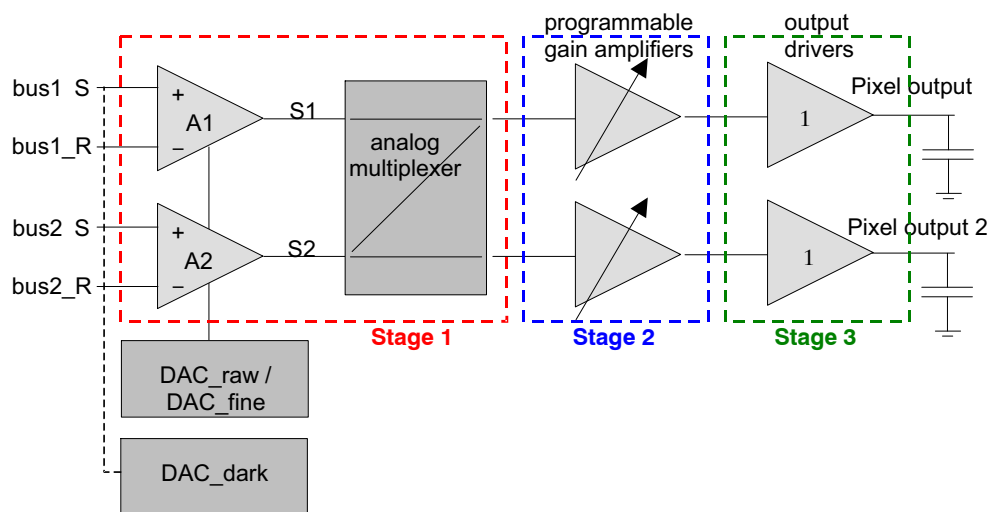 programmable
gain amplifiers
output
drivers
bus1 S
+
A1
−
bus1_R
S1
analog
multiplexer
1
Pixel output
bus2 S
+
A2
−
bus2_R
S2
1
Pixel output 2
Stage 1
Stage 2
Stage 3
DAC_raw /
DAC_fine
DAC_dark